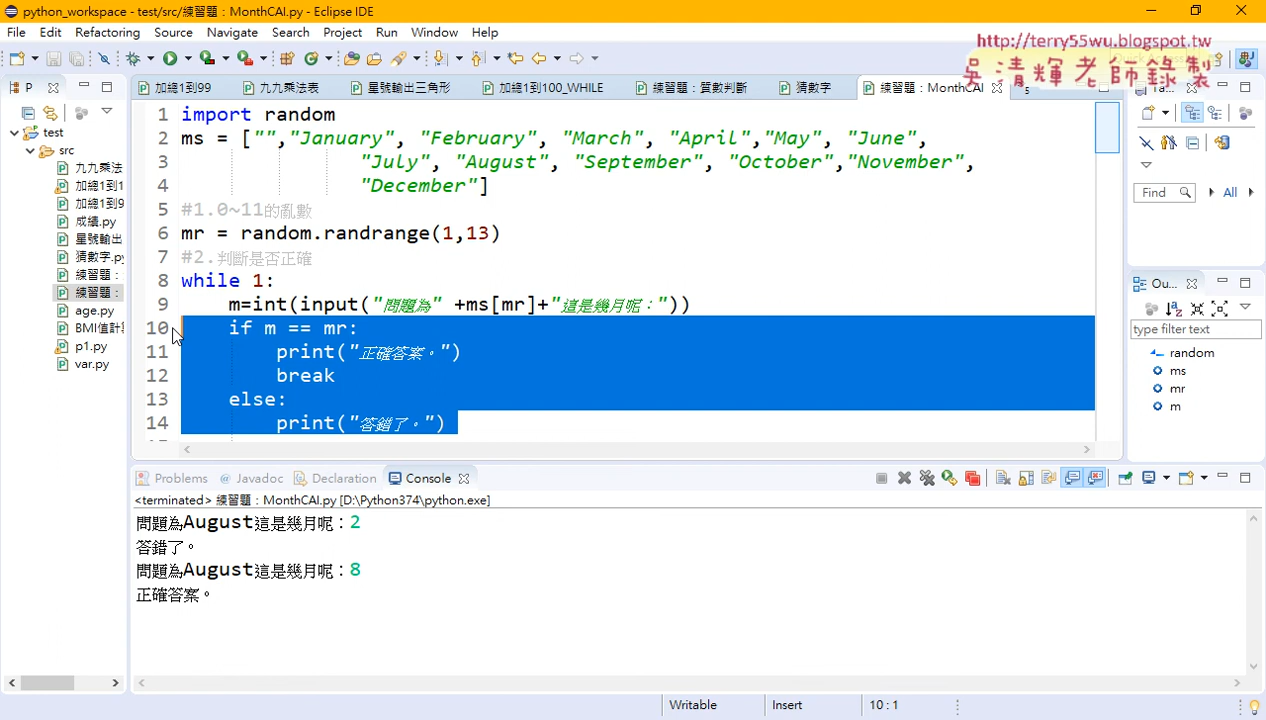 python_workspace - test/src/練習題：MonthCAI.py - Eclipse IDE
File Edit Refactoring Source Navigate Search Project Run Window Help
http://terry55wu.blogspot.tw
吳清輝老師錄製
P
加總1到99
九九乘法表
星號輸出三角形
加總1到100_WHILE
練習題：質數判斷
猜數字
練習題：MonthCAI
5
test
src
九九乘法
加總1到1
加總1到9
成績.py
星號輸出
猜數字.py
練習題：
練習題：
age.py
BMI值計
p1.py
var.py
1 import random
2 ms = ["","January", "February", "March", "April","May", "June",
3 "July", "August", "September", "October","November",
4 "December"]
5 #1.0~11的亂數
6 mr = random.randrange(1,13)
7 #2.判斷是否正確
8 while 1:
9 m=int(input("問題為" +ms[mr]+"這是幾月呢："))
10 if m == mr:
11 print("正確答案。")
12 break
13 else:
14 print("答錯了。")
Find
All
Ou...
type filter text
random
ms
mr
m
Problems Javadoc Declaration Console
<terminated> 練習題：MonthCAI.py [D:\Python374\python.exe]
問題為August這是幾月呢：2
答錯了。
問題為August這是幾月呢：8
正確答案。
Writable Insert 10 : 1